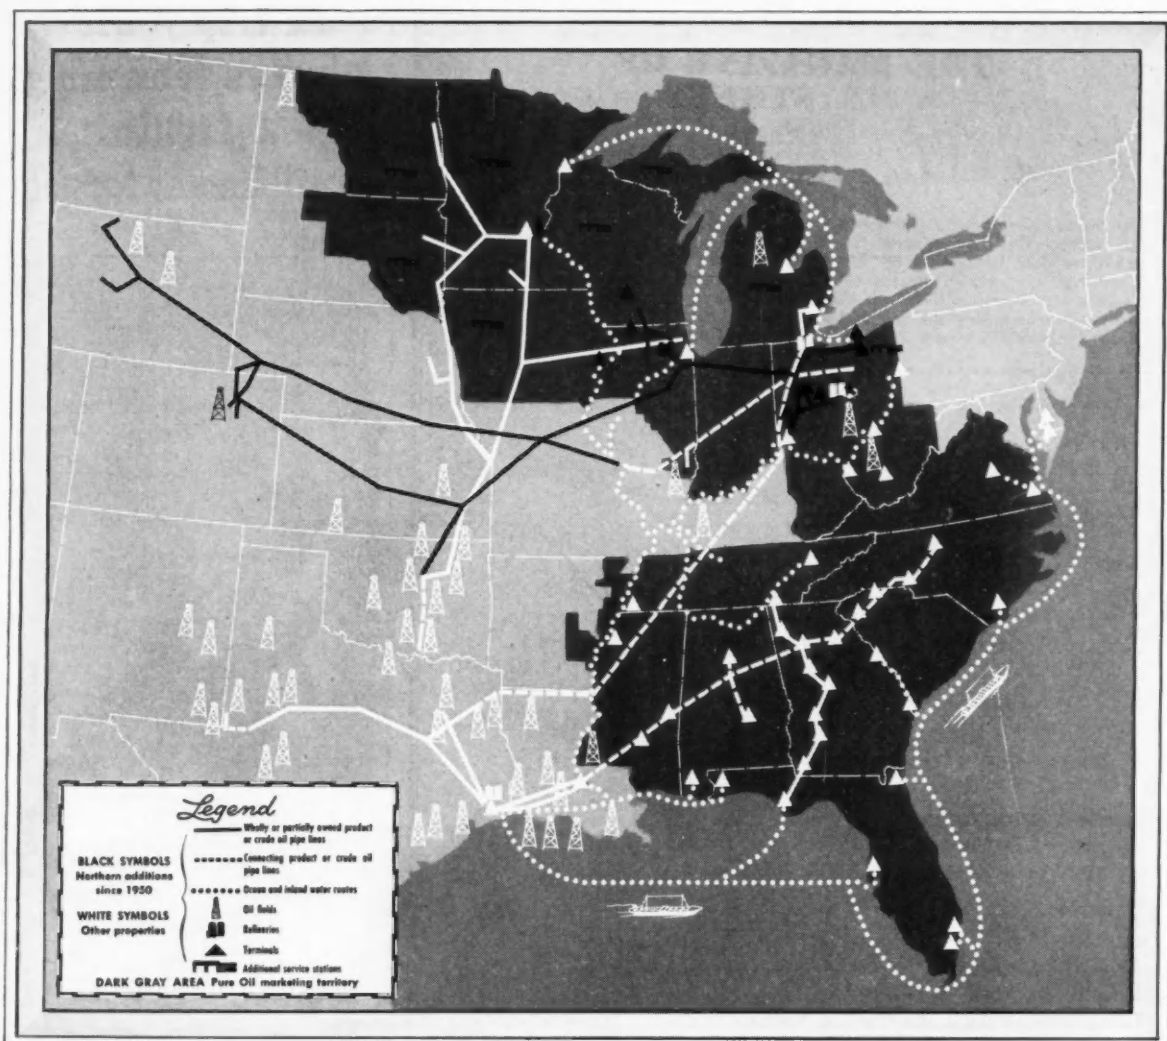 Legend
BLACK SYMBOLS
Northern additions
since 1950
WHITE SYMBOLS
Other properties
Wholly or partially owned product
or crude oil pipe lines
Connecting product or crude oil
pipe lines
Ocean and inland water routes
Oil fields
Refineries
Terminals
Additional service stations
DARK GRAY AREA Pure Oil marketing territory